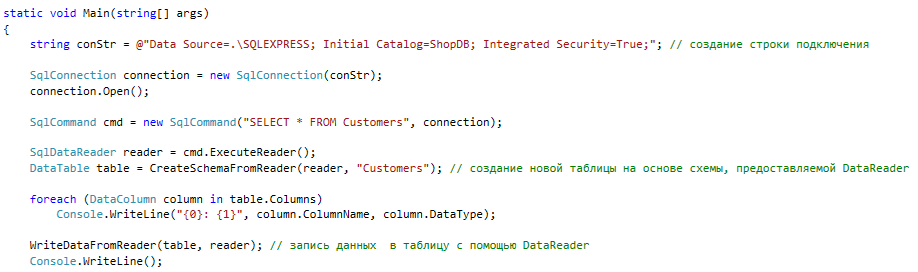 static void Main(string[] args)
{
string conStr = @"Data Source=.\SQLEXPRESS; Initial Catalog=ShopDB; Integrated Security=True;"; // создание строки подключения
SqlConnection connection = new SqlConnection(conStr);
connection.Open();
SqlCommand cmd = new SqlCommand("SELECT * FROM Customers", connection);
SqlDataReader reader = cmd.ExecuteReader();
DataTable table = CreateSchemaFromReader(reader, "Customers"); // создание новой таблицы на основе схемы, предоставляемой DataReader
foreach (DataColumn column in table.Columns)
Console.WriteLine("{0}: {1}", column.ColumnName, column.DataType);
WriteDataFromReader(table, reader); // запись данных  в таблицу с помощью DataReader
Console.WriteLine();